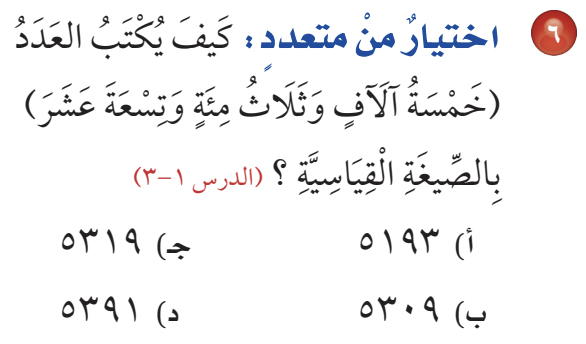 ٦ اختيارٌ منْ متعددٍ: كَيفَ يُكْتَبُ العَدَدُ
(خَمْسَةُ آلَآفٍ وَثَلَاثُ مِئَةٍ وَتِسْعَةَ عَشَرَ)
بِالصِّيغَةِ الْقِيَاسِيَّةِ ؟ (الدرس ١-٣)
أ) ٥١٩٣ جـ) ٥٣١٩
ب) ٥٣٠٩ د) ٥٣٩١